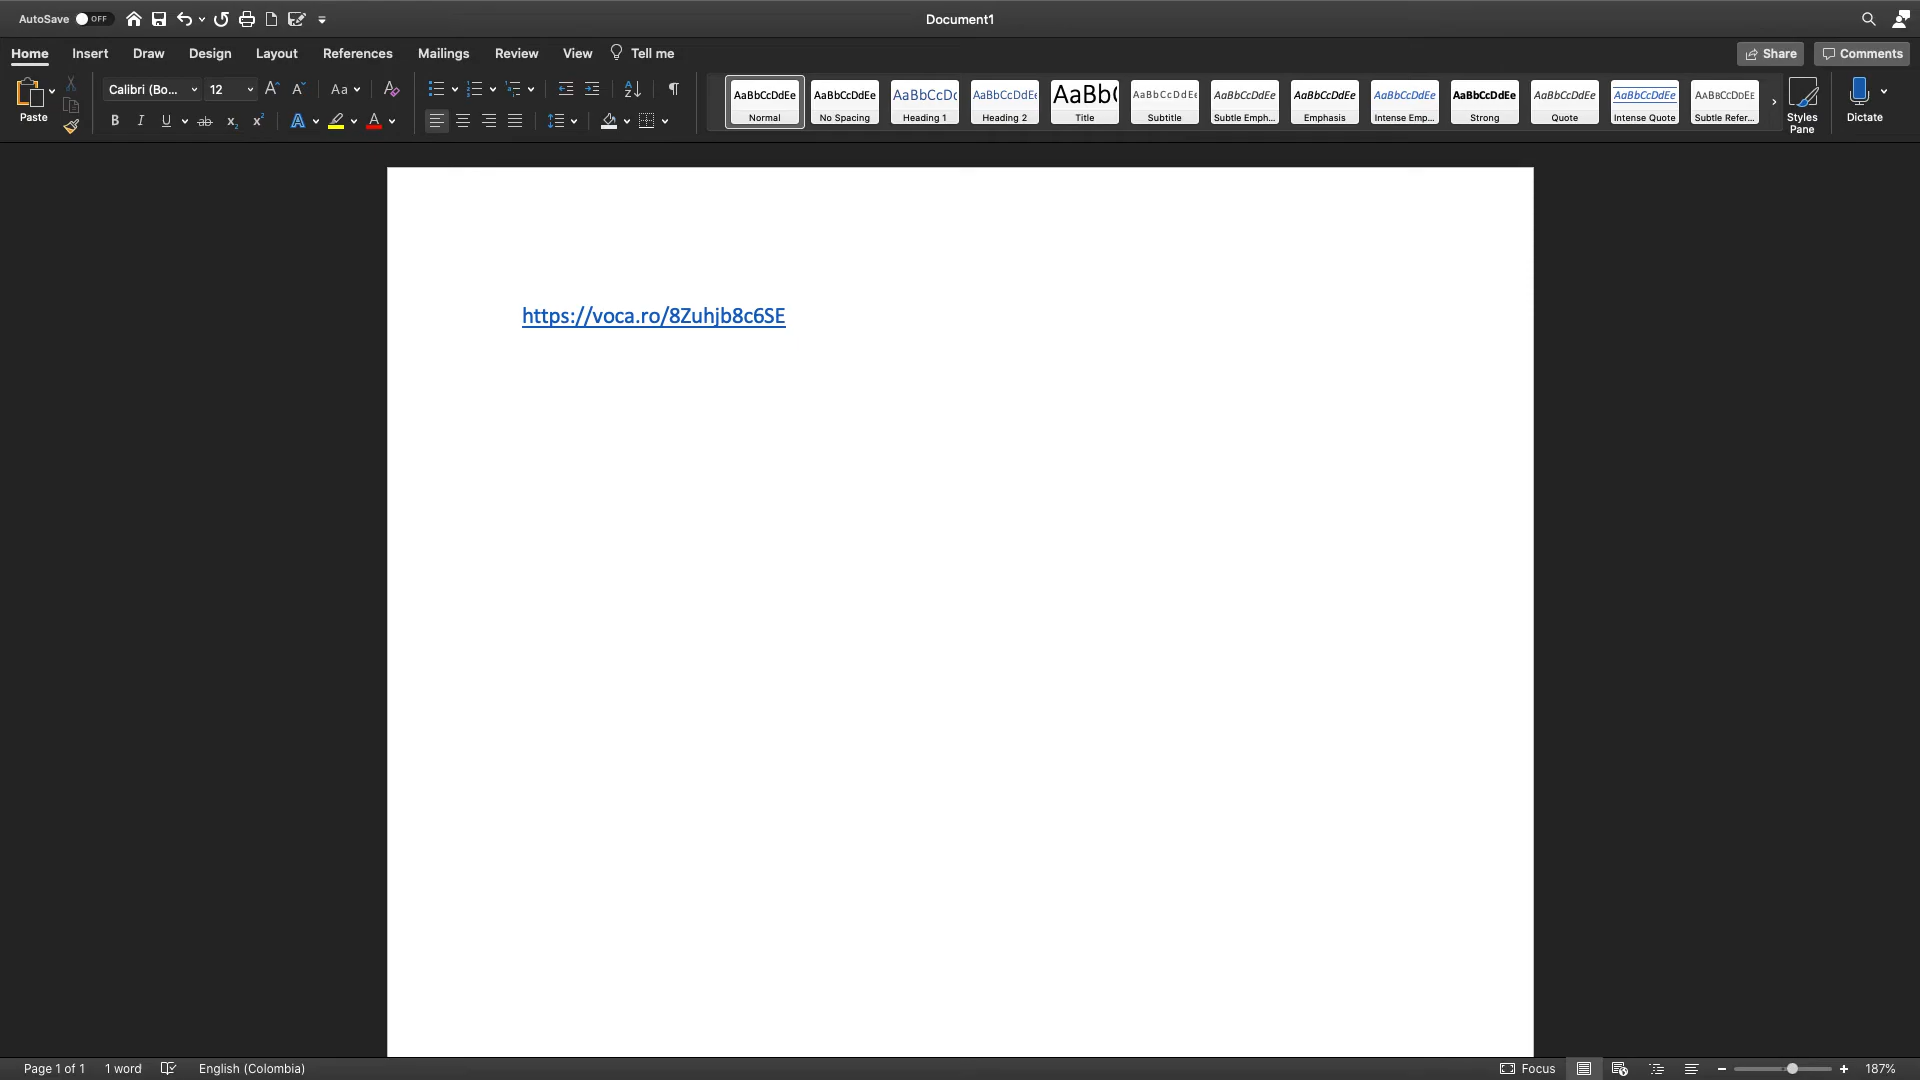 AutoSave OFF Document1
Home Insert Draw Design Layout References Mailings Review View Tell me Share Comments
Paste Calibri (Bo... 12 Aa
AaBbCcDdEe Normal
AaBbCcDdEe No Spacing
AaBbCcDc Heading 1
AaBbCcDdEe Heading 2
AaBb( Title
AaBbCcDdEe Subtitle
AaBbCcDdEe Subtle Emph...
AaBbCcDdEe Emphasis
AaBbCcDdEe Intense Emp...
AaBbCcDdEe Strong
AaBbCcDdEe Quote
AaBbCcDdEe Intense Quote
AaBbCcDdEe Subtle Refer...
Styles Pane
Dictate
https://voca.ro/8Zuhjb8c6SE
Page 1 of 1 1 word English (Colombia) Focus 187%